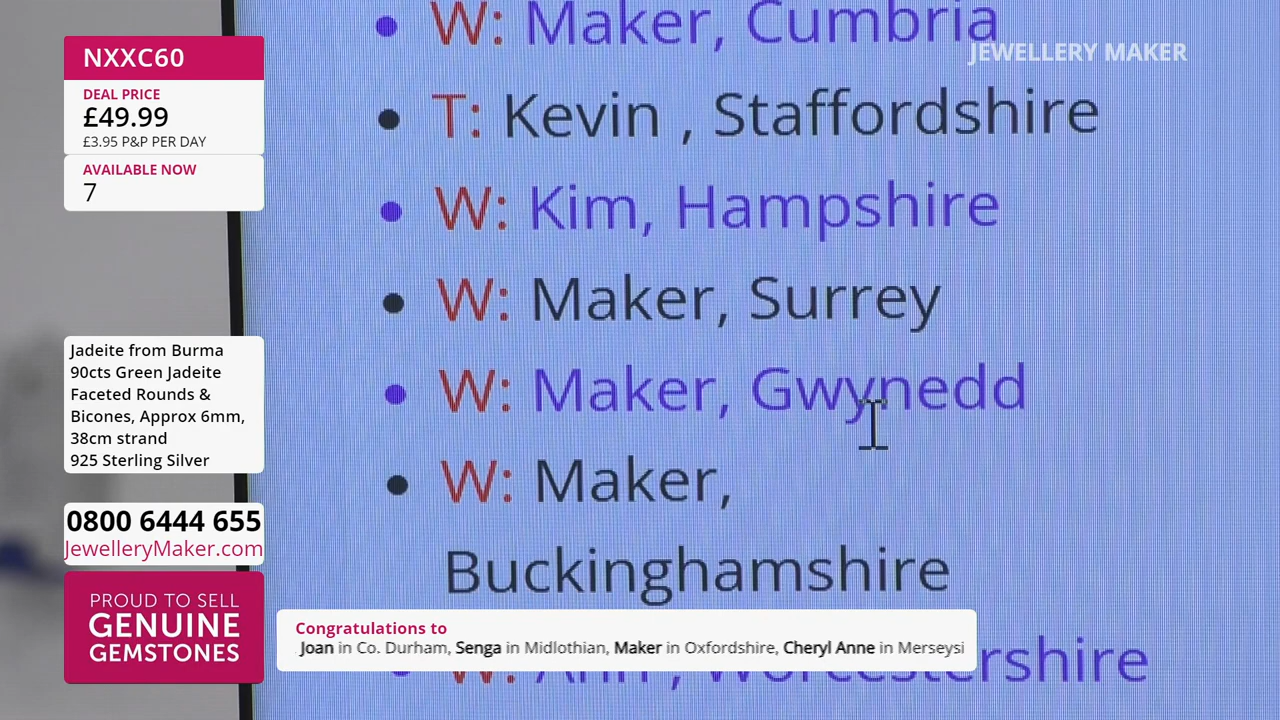 NXXC60
DEAL PRICE
£49.99
£3.95 P&P PER DAY
AVAILABLE NOW
7
Jadeite from Burma
90cts Green Jadeite
Faceted Rounds &
Bicones, Approx 6mm,
38cm strand
925 Sterling Silver
0800 6444 655
JewelleryMaker.com
PROUD TO SELL
GENUINE
GEMSTONES
JEWELLERY MAKER
• W: Maker, Cumbria
• T: Kevin , Staffordshire
• W: Kim, Hampshire
• W: Maker, Surrey
• W: Maker, Gwynedd
• W: Maker,
Buckinghamshire
• W: Ann , Worcestershire
Congratulations to
Joan in Co. Durham, Senga in Midlothian, Maker in Oxfordshire, Cheryl Anne in Merseysi